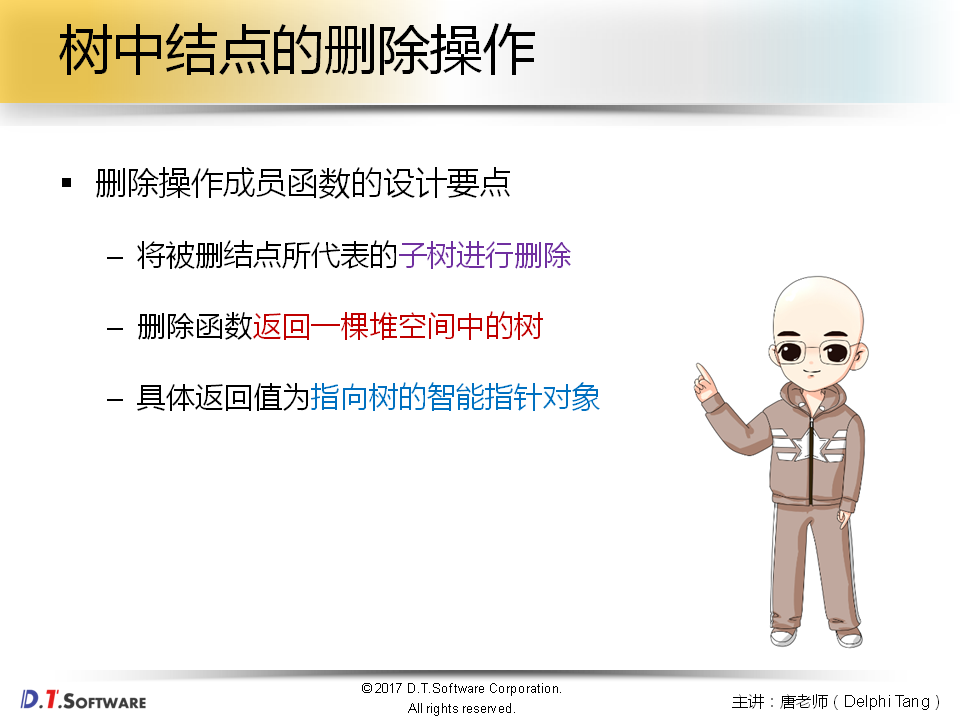 树中结点的删除操作
▪ 删除操作成员函数的设计要点
– 将被删结点所代表的子树进行删除
– 删除函数返回一棵堆空间中的树
– 具体返回值为指向树的智能指针对象
D.T.SOFTWARE
©2017 D.T.Software Corporation.
All rights reserved.
主讲：唐老师（Delphi Tang）